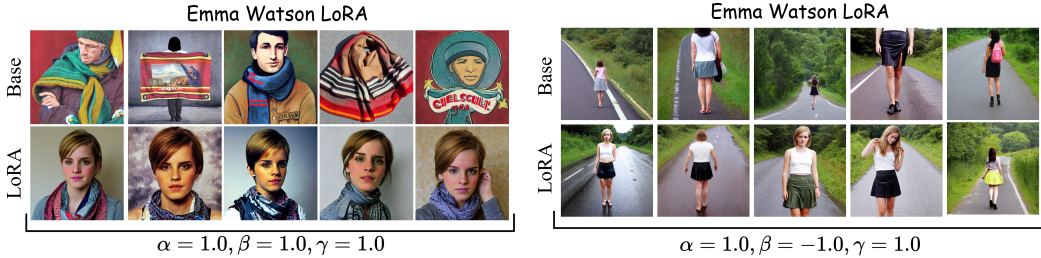 Emma Watson LoRA
Base
LoRA
CHELSCHLL
α = 1.0, β = 1.0, γ = 1.0
Emma Watson LoRA
Base
LoRA
α = 1.0, β = −1.0, γ = 1.0